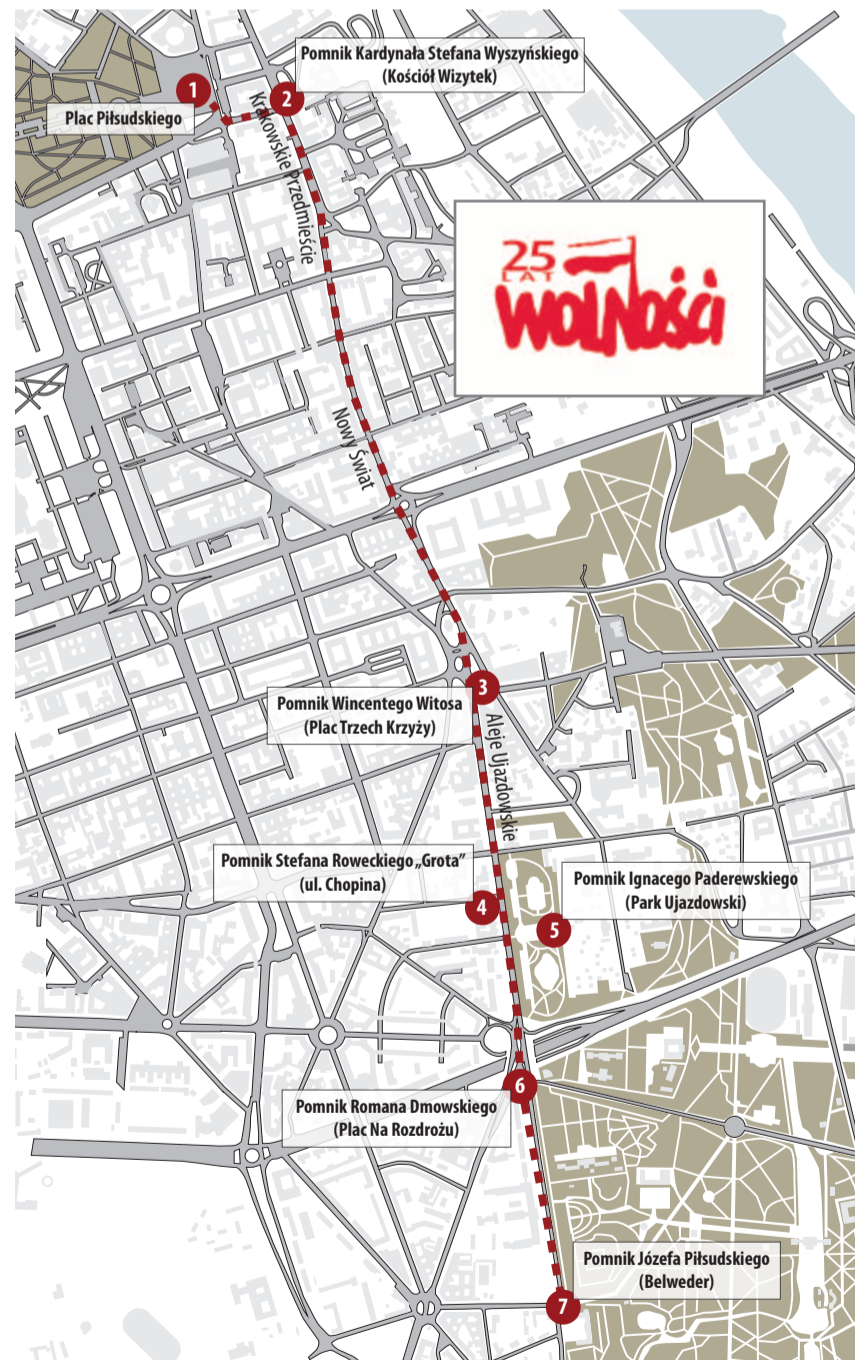 Pomnik Kardynała Stefana Wyszyńskiego
(Kościół Wizytek)
1
2
Plac Piłsudskiego
Krakowskie Przedmieście
25
LAT
WOLNOŚCI
Nowy Świat
3
Pomnik Wincentego Witosa
(Plac Trzech Krzyży)
Aleje Ujazdowskie
Pomnik Stefana Roweckiego „Grota”
(ul. Chopina)
4
Pomnik Ignacego Paderewskiego
(Park Ujazdowski)
5
6
Pomnik Romana Dmowskiego
(Plac Na Rozdrożu)
Pomnik Józefa Piłsudskiego
(Belweder)
7